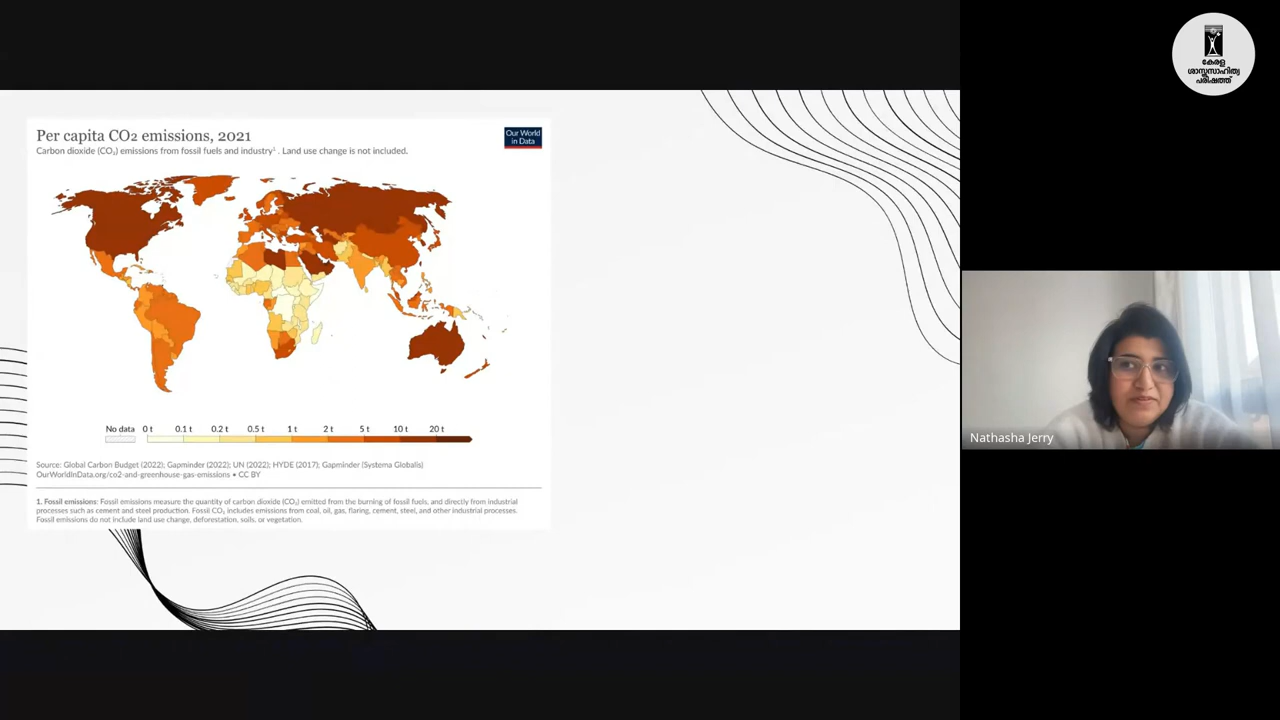 Per capita CO₂ emissions, 2021
Carbon dioxide (CO₂) emissions from fossil fuels and industry¹ . Land use change is not included.
Our World
in Data
No data 0 t 0.1 t 0.2 t 0.5 t 1 t 2 t 5 t 10 t 20 t
Source: Global Carbon Budget (2022); Gapminder (2022); UN (2022); HYDE (2017); Gapminder (Systema Globalis)
OurWorldInData.org/co2-and-greenhouse-gas-emissions • CC BY
1. Fossil emissions: Fossil emissions measure the quantity of carbon dioxide (CO₂) emitted from the burning of fossil fuels, and directly from industrial
processes such as cement and steel production. Fossil CO₂ includes emissions from coal, oil, gas, flaring, cement, steel, and other industrial processes.
Fossil emissions do not include land use change, deforestation, soils, or vegetation.
കേരള
ശാസ്ത്രസാഹിത്യ
പരിഷത്ത്
Nathasha Jerry